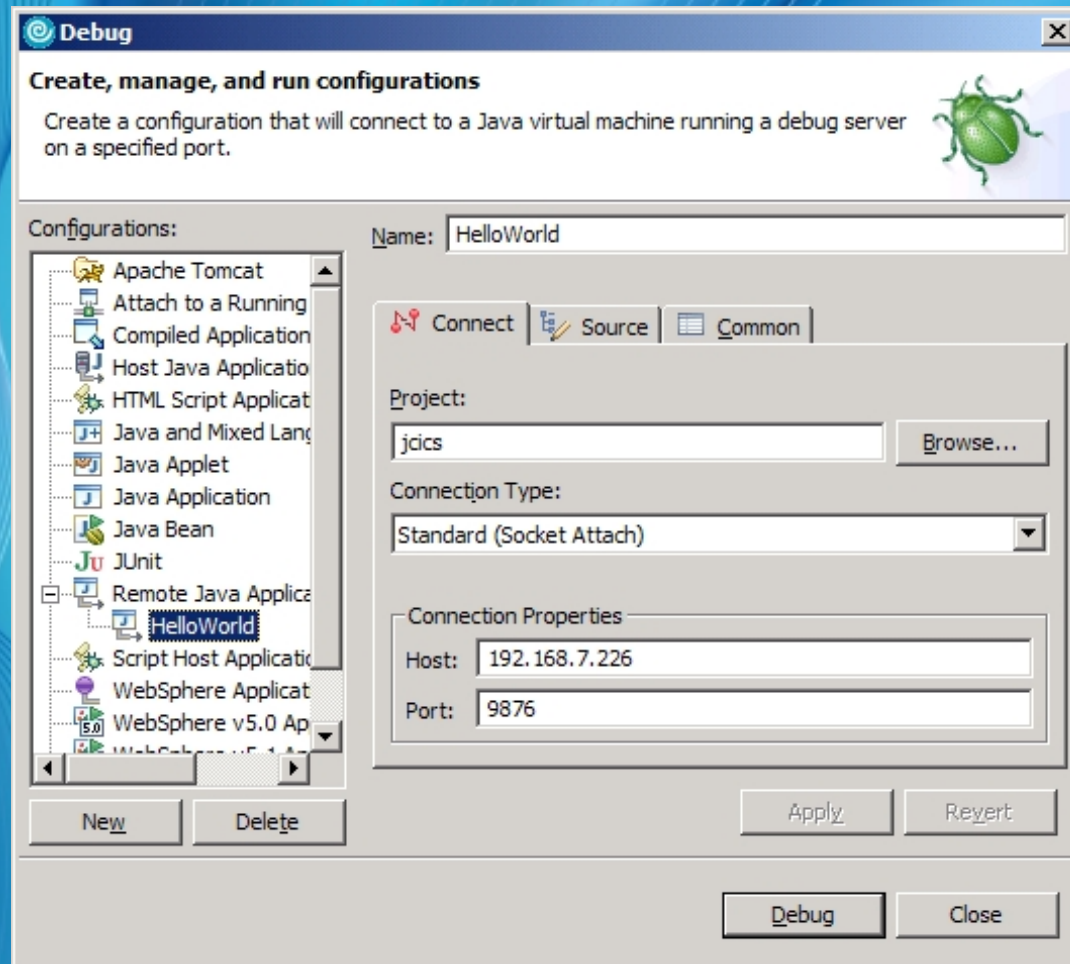 Debug
Create, manage, and run configurations
Create a configuration that will connect to a Java virtual machine running a debug server
on a specified port.
Configurations:
Apache Tomcat
Attach to a Running
Compiled Application
Host Java Applicatio
HTML Script Applicat
Java and Mixed Lang
Java Applet
Java Application
Java Bean
JUnit
Remote Java Applica
HelloWorld
Script Host Applicatio
WebSphere Applicat
WebSphere v5.0 Ap
New
Delete
Name: HelloWorld
Connect
Source
Common
Project:
jcics
Browse...
Connection Type:
Standard (Socket Attach)
Connection Properties
Host: 192.168.7.226
Port: 9876
Apply
Revert
Debug
Close